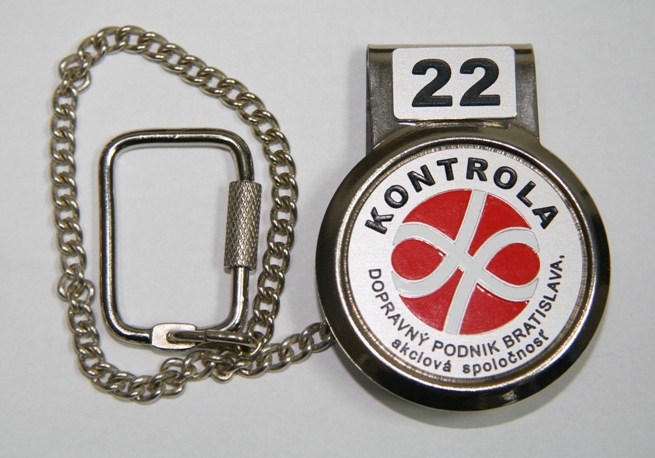 22
KONTROLA
DOPRAVNÝ PODNIK BRATISLAVA,
akciová spoločnosť